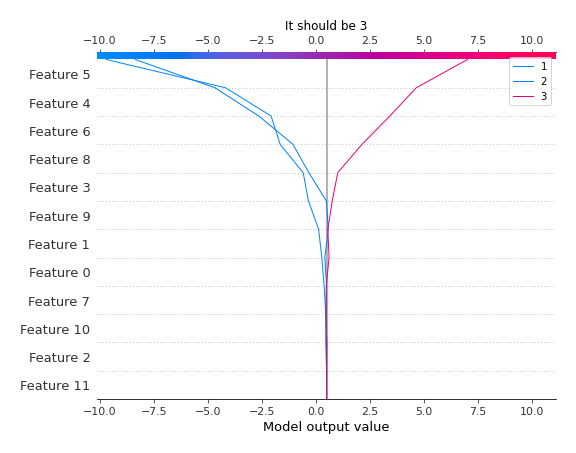 It should be 3
−10.0 −7.5 −5.0 −2.5 0.0 2.5 5.0 7.5 10.0
1
2
3
Feature 5
Feature 4
Feature 6
Feature 8
Feature 3
Feature 9
Feature 1
Feature 0
Feature 7
Feature 10
Feature 2
Feature 11
−10.0 −7.5 −5.0 −2.5 0.0 2.5 5.0 7.5 10.0
Model output value